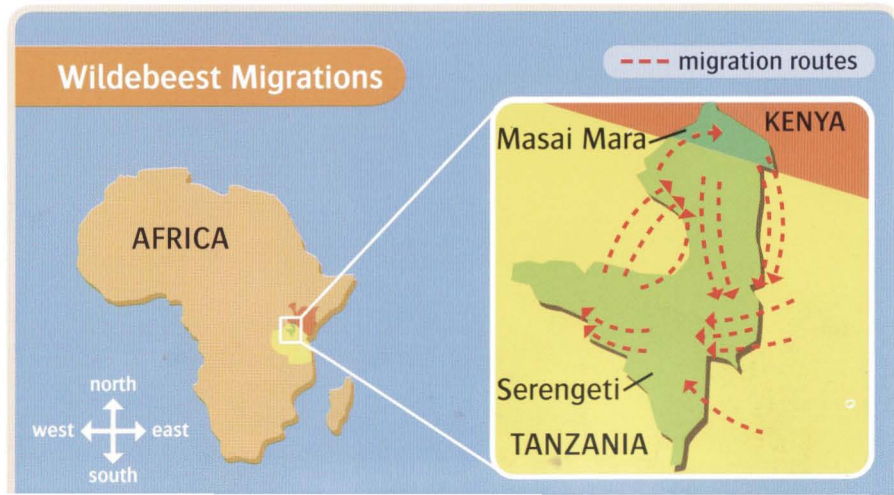 Wildebeest Migrations
migration routes
AFRICA
north
west
east
south
Masai Mara
KENYA
Serengeti
TANZANIA